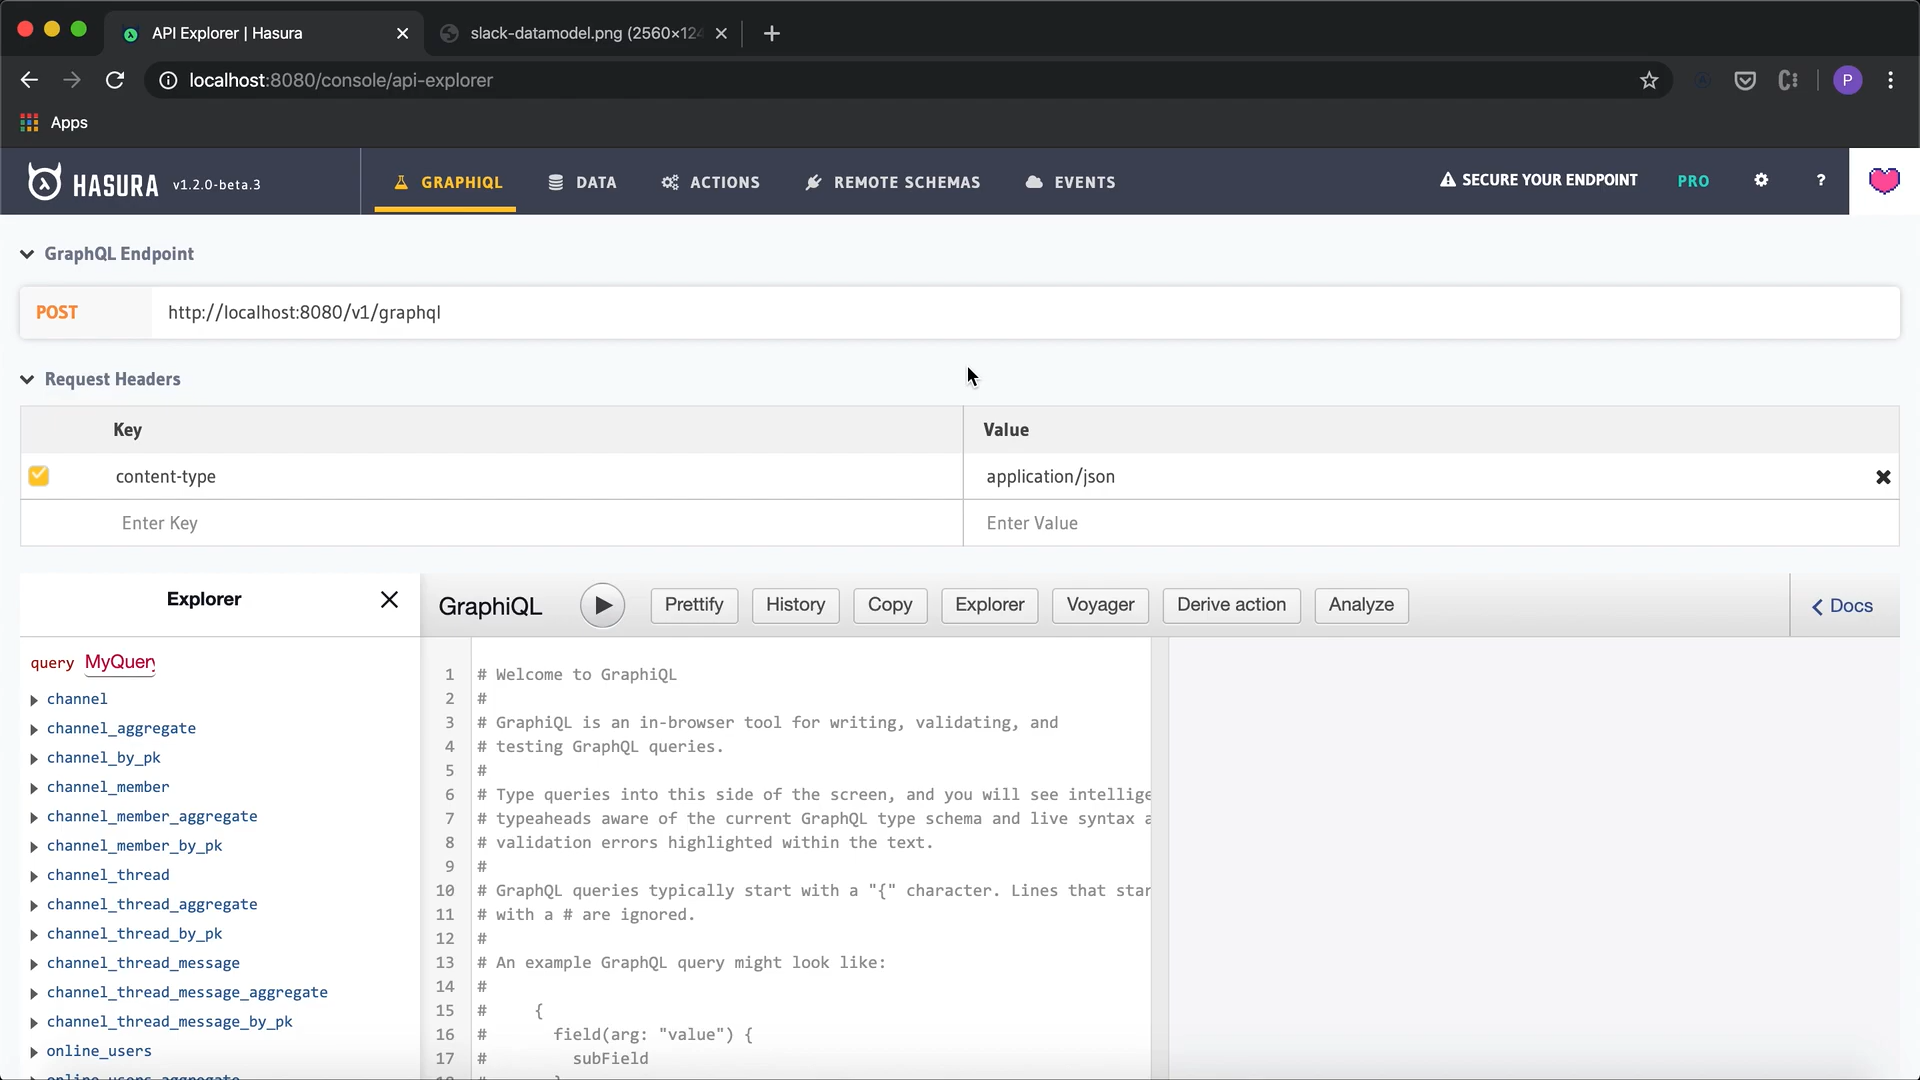 API Explorer | Hasura
slack-datamodel.png (2560×124
localhost:8080/console/api-explorer
P
Apps
HASURA v1.2.0-beta.3
GRAPHIQL
DATA
ACTIONS
REMOTE SCHEMAS
EVENTS
SECURE YOUR ENDPOINT
PRO
?
GraphQL Endpoint
POST http://localhost:8080/v1/graphql
Request Headers
Key Value
content-type application/json
Enter Key Enter Value
Explorer
GraphiQL
Prettify
History
Copy
Explorer
Voyager
Derive action
Analyze
Docs
query MyQuery
channel
channel_aggregate
channel_by_pk
channel_member
channel_member_aggregate
channel_member_by_pk
channel_thread
channel_thread_aggregate
channel_thread_by_pk
channel_thread_message
channel_thread_message_aggregate
channel_thread_message_by_pk
online_users
online_users_aggregate
1 # Welcome to GraphiQL
2 #
3 # GraphiQL is an in-browser tool for writing, validating, and
4 # testing GraphQL queries.
5 #
6 # Type queries into this side of the screen, and you will see intellige
7 # typeaheads aware of the current GraphQL type schema and live syntax a
8 # validation errors highlighted within the text.
9 #
10 # GraphQL queries typically start with a "{" character. Lines that star
11 # with a # are ignored.
12 #
13 # An example GraphQL query might look like:
14 #
15 # {
16 # field(arg: "value") {
17 # subField